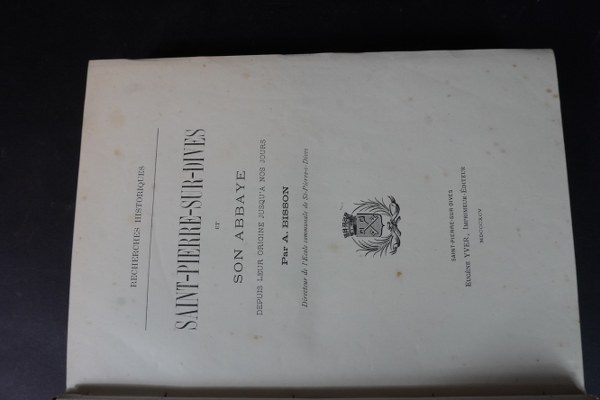 RECHERCHES HISTORIQUES
SAINT-PIERRE-SUR-DIVES
ET
SON ABBAYE
DEPUIS LEUR ORIGINE JUSQU'A NOS JOURS
Par A. BISSON
Directeur de l'Ecole communale de St-Pierre-s.-Dives
SAINT-PIERRE-SUR-DIVES
EUGÈNE YVER, IMPRIMEUR-ÉDITEUR